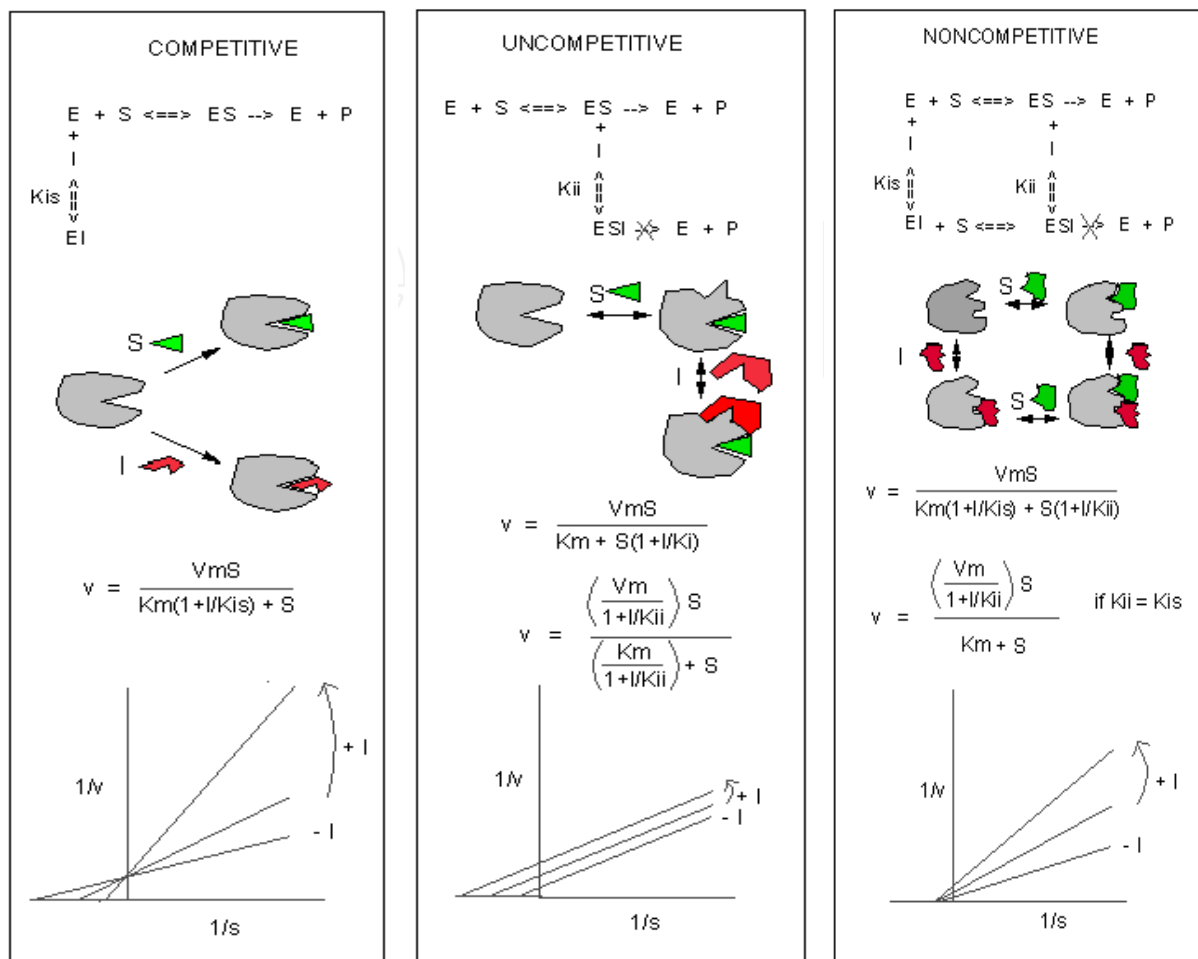 COMPETITIVE
E + S <==> ES --> E + P
+
I
Kis <==>
EI
S
I
v = VmS
Km(1+I/Kis) + S
1/v
+ I
- I
1/s
UNCOMPETITIVE
E + S <==> ES --> E + P
+
I
Kii <==>
ESI --> E + P
S
I
v = VmS
Km + S(1+I/Ki)
v = (Vm
1+I/Kii) S
(Km
1+I/Kii) + S
1/v
+ I
- I
1/s
NONCOMPETITIVE
E + S <==> ES --> E + P
+ +
I I
Kis <==> Kii <==>
EI + S <==> ESI --> E + P
S
I
S
v = VmS
Km(1+I/Kis) + S(1+I/Kii)
v = (Vm
1+I/Kii) S
Km + S
if Kii = Kis
1/v
+ I
- I
1/s